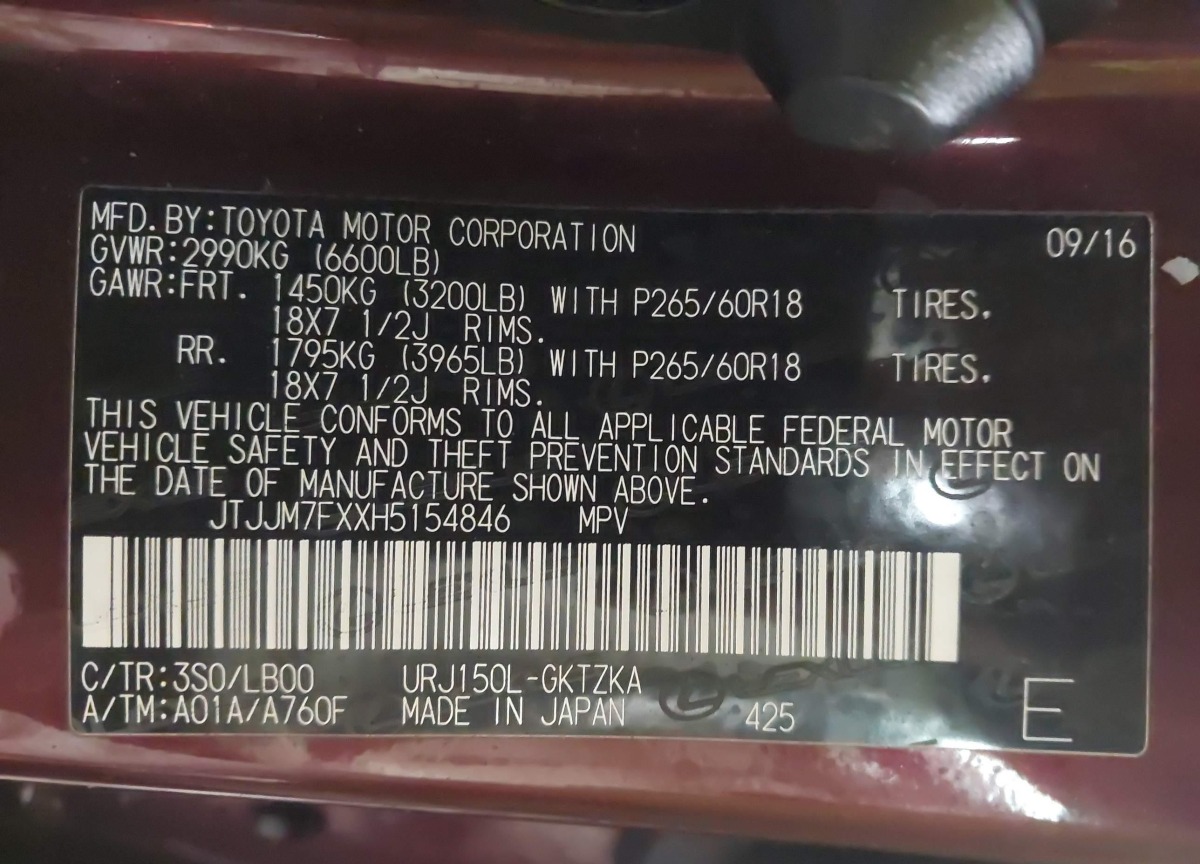 MFD. BY:TOYOTA MOTOR CORPORATION 09/16
GVWR:2990KG (6600LB)
GAWR:FRT. 1450KG (3200LB) WITH P265/60R18 TIRES.
18X7 1/2J RIMS.
RR. 1795KG (3965LB) WITH P265/60R18 TIRES.
18X7 1/2J RIMS.
THIS VEHICLE CONFORMS TO ALL APPLICABLE FEDERAL MOTOR
VEHICLE SAFETY AND THEFT PREVENTION STANDARDS IN EFFECT ON
THE DATE OF MANUFACTURE SHOWN ABOVE.
JTJJM7FXXH5154846 MPV
C/TR:3S0/LB00 URJ150L-GKTZKA
A/TM:A01A/A760F MADE IN JAPAN 425 E